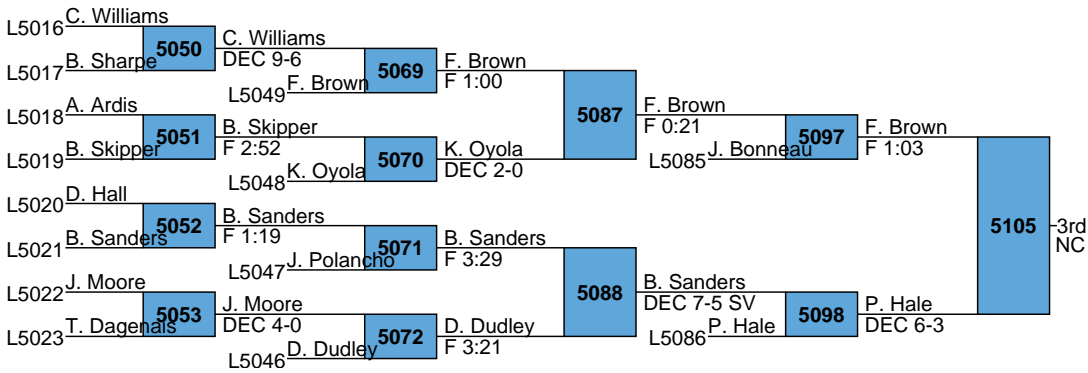 C. Williams
L5016
5050
C. Williams
DEC 9-6
B. Sharpe
L5017
5069
F. Brown
F 1:00
F. Brown
L5049
A. Ardis
L5018
5051
B. Skipper
F 2:52
B. Skipper
L5019
5070
K. Oyola
DEC 2-0
K. Oyola
L5048
5087
F. Brown
F 0:21
J. Bonneau
L5085
5097
F. Brown
F 1:03
D. Hall
L5020
5052
B. Sanders
F 1:19
B. Sanders
L5021
5071
B. Sanders
F 3:29
J. Polancho
L5047
J. Moore
L5022
5053
J. Moore
DEC 4-0
T. Dagenais
L5023
5072
D. Dudley
F 3:21
D. Dudley
L5046
5088
B. Sanders
DEC 7-5 SV
P. Hale
L5086
5098
P. Hale
DEC 6-3
5105
3rd
NC